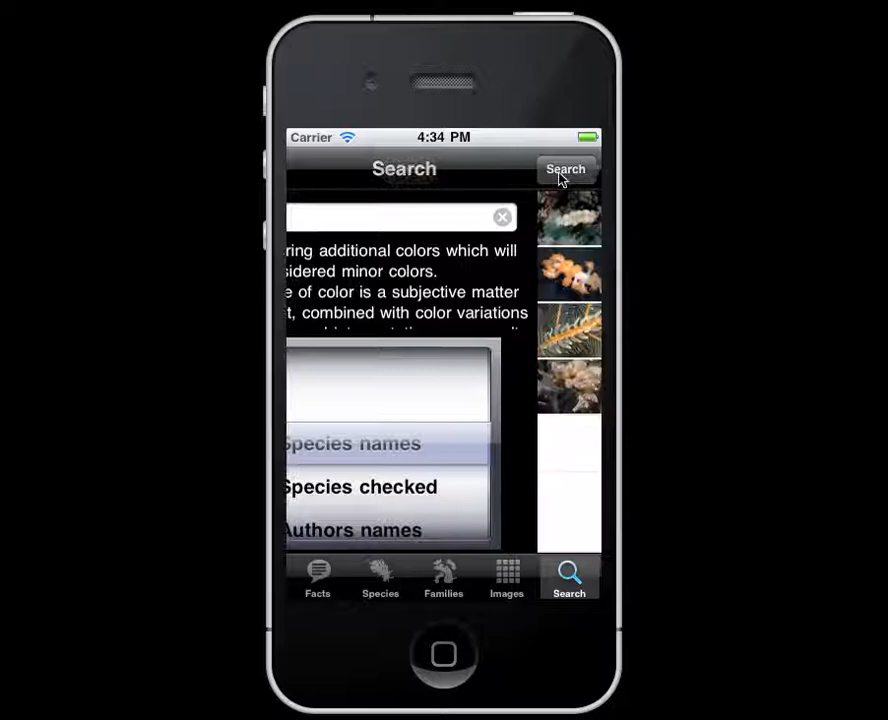 Carrier 4:34 PM
Search Search
ring additional colors which will
sidered minor colors.
e of color is a subjective matter
t, combined with color variations
Species names
Species checked
Authors names
Facts Species Families Images Search